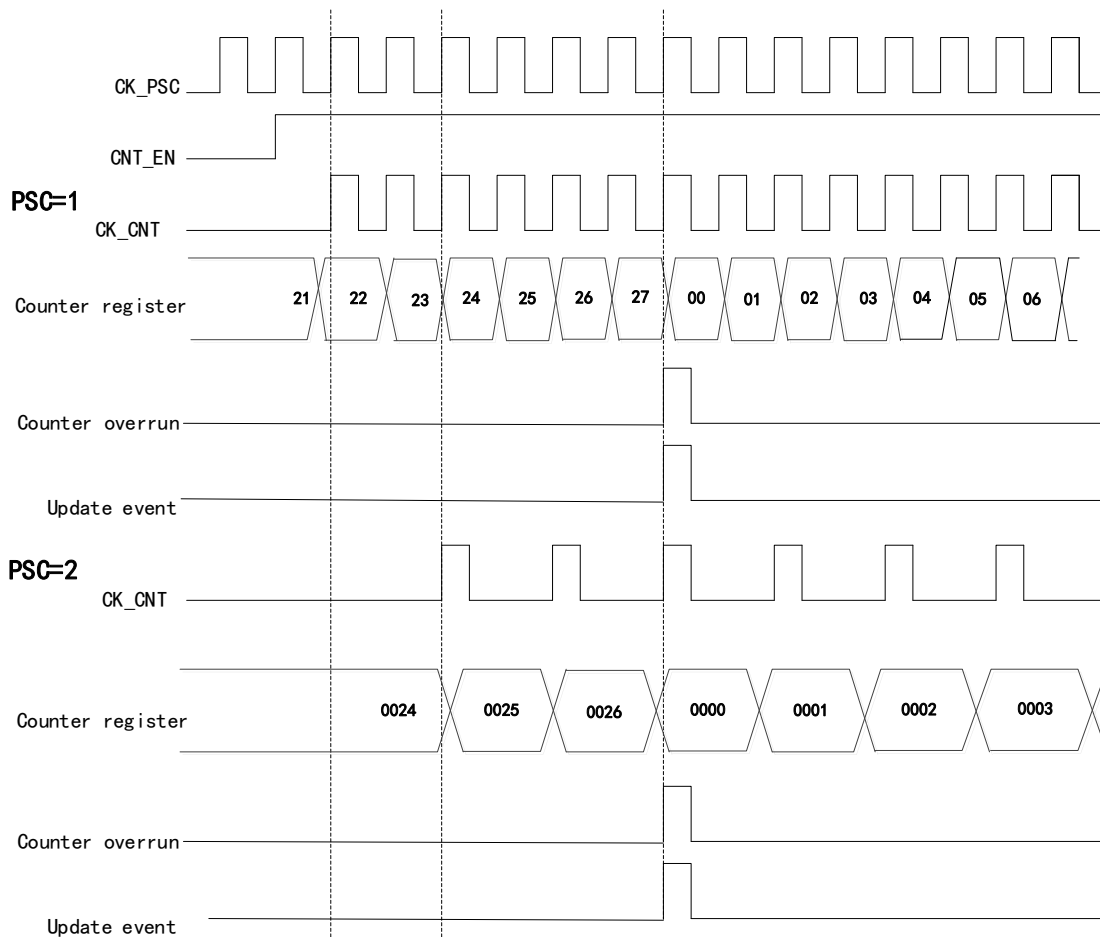 CK_PSC
CNT_EN
PSC=1
CK_CNT
Counter register 21 22 23 24 25 26 27 00 01 02 03 04 05 06
Counter overrun
Update event
PSC=2
CK_CNT
Counter register 0024 0025 0026 0000 0001 0002 0003
Counter overrun
Update event